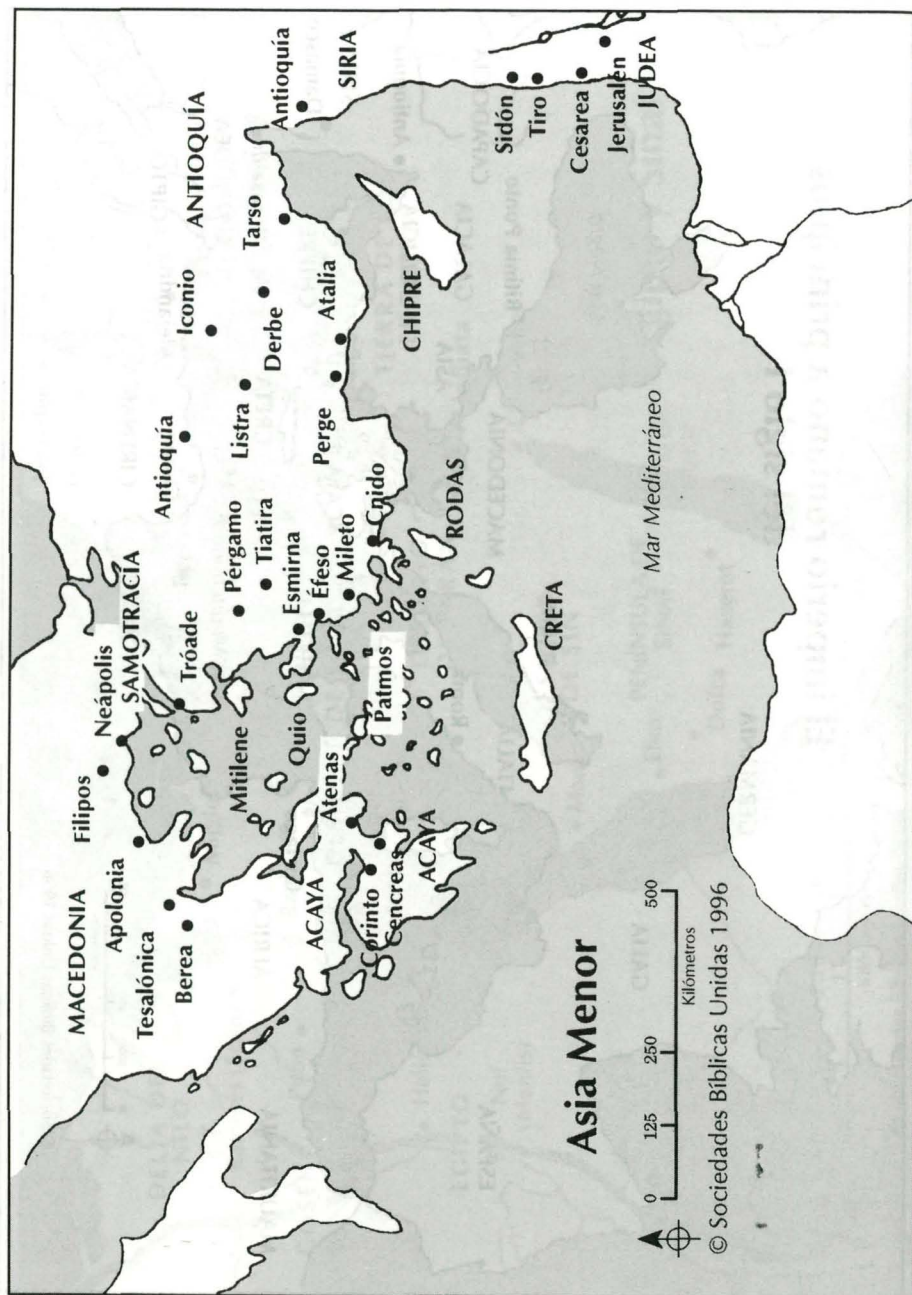 MACEDONIA
Filipos
Neápolis
SAMOTRACIA
Apolonia
Tesalónica
Berea
Tróade
Antioquía
Iconio
ANTIOQUÍA
Pérgamo
Tiatira
Listra
Derbe
Tarso
Antioquía
SIRIA
Mitilene
Esmirna
Quio
Éfeso
Mileto
Cnido
Perge
Atalia
ACAYA
Atenas
Patmos
Corinto
Cencreas
ACAYA
RODAS
CHIPRE
CRETA
Sidón
Tiro
Cesarea
Jerusalén
JUDEA
Mar Mediterráneo
Asia Menor
0 125 250 500
Kilómetros
© Sociedades Bíblicas Unidas 1996